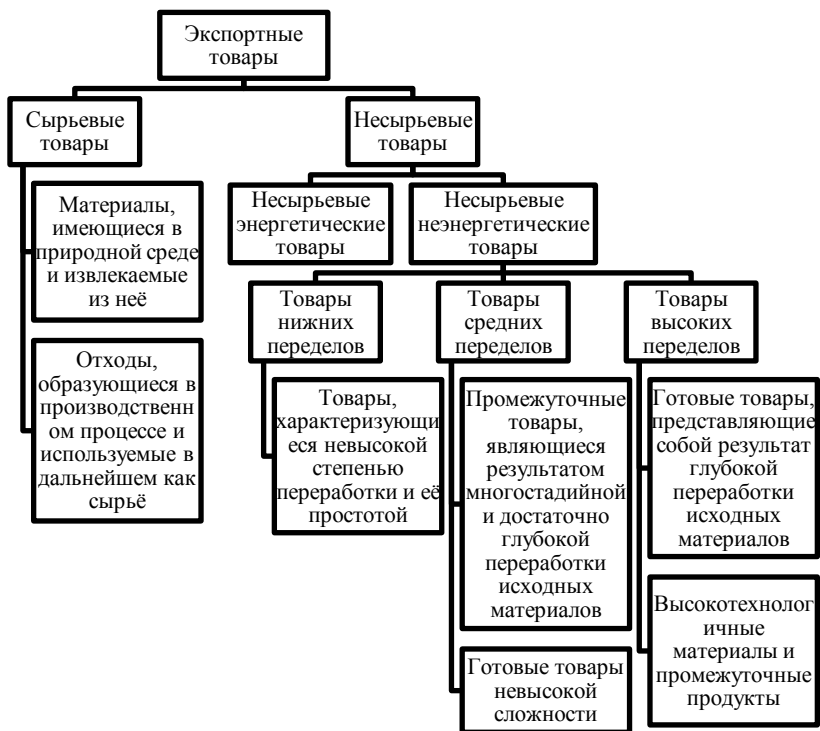 Экспортные
товары
Сырьевые
товары
Несырьевые
товары
Материалы,
имеющиеся в
природной среде
и извлекаемые
из неё
Отходы,
образующиеся в
производственн
ом процессе и
используемые в
дальнейшем как
сырьё
Несырьевые
энергетические
товары
Несырьевые
неэнергетические
товары
Товары
нижних
переделов
Товары,
характеризующ
иеся невысокой
степенью
переработки и её
простотой
Товары
средних
переделов
Промежуточные
товары,
являющиеся
результатом
многостадийной
и достаточно
глубокой
переработки
исходных
материалов
Готовые товары
невысокой
сложности
Товары
высоких
переделов
Готовые товары,
представляющие
собой результат
глубокой
переработки
исходных
материалов
Высокотехнолог
ичные
материалы и
промежуточные
продукты